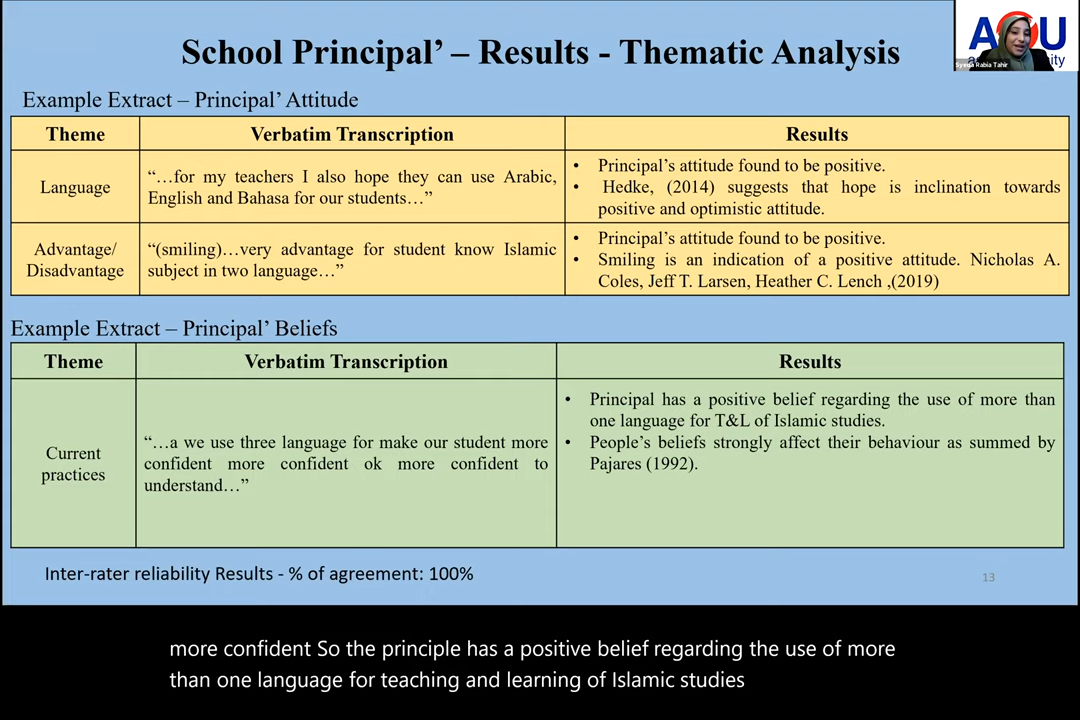 School Principal’ – Results - Thematic Analysis
AOU
Syeda Rabia Tahir
Example Extract – Principal’ Attitude
Theme
Verbatim Transcription
Results
Language
“…for my teachers I also hope they can use Arabic,
English and Bahasa for our students…”
• Principal’s attitude found to be positive.
• Hedke, (2014) suggests that hope is inclination towards
positive and optimistic attitude.
Advantage/
Disadvantage
“(smiling)…very advantage for student know Islamic
subject in two language…”
• Principal’s attitude found to be positive.
• Smiling is an indication of a positive attitude. Nicholas A.
Coles, Jeff T. Larsen, Heather C. Lench ,(2019)
Example Extract – Principal’ Beliefs
Theme
Verbatim Transcription
Results
Current
practices
“…a we use three language for make our student more
confident more confident ok more confident to
understand…”
• Principal has a positive belief regarding the use of more than
one language for T&L of Islamic studies.
• People’s beliefs strongly affect their behaviour as summed by
Pajares (1992).
Inter-rater reliability Results - % of agreement: 100%
13
more confident So the principle has a positive belief regarding the use of more
than one language for teaching and learning of Islamic studies